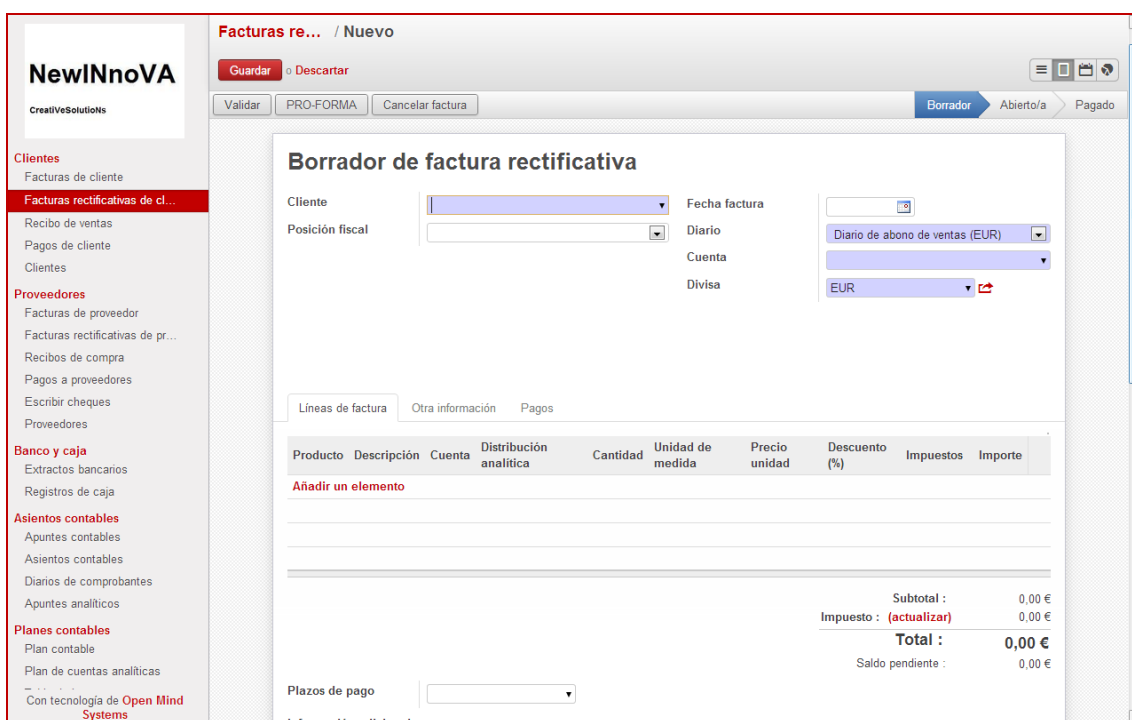 NewINnoVA
CreatiVeSolutioNs
Clientes
Facturas de cliente
Facturas rectificativas de cl...
Recibo de ventas
Pagos de cliente
Clientes
Proveedores
Facturas de proveedor
Facturas rectificativas de pr...
Recibos de compra
Pagos a proveedores
Escribir cheques
Proveedores
Banco y caja
Extractos bancarios
Registros de caja
Asientos contables
Apuntes contables
Asientos contables
Diarios de comprobantes
Apuntes analíticos
Planes contables
Plan contable
Plan de cuentas analíticas
Con tecnología de Open Mind
Systems
Facturas re... / Nuevo
Guardar o Descartar
Validar PRO-FORMA Cancelar factura Borrador Abierto/a Pagado
Borrador de factura rectificativa
Cliente Fecha factura
Posición fiscal Diario Diario de abono de ventas (EUR)
Cuenta
Divisa EUR
Líneas de factura Otra información Pagos
Producto Descripción Cuenta Distribución analítica Cantidad Unidad de medida Precio unidad Descuento (%) Impuestos Importe
Añadir un elemento
Subtotal : 0,00 €
Impuesto : (actualizar) 0,00 €
Total : 0,00 €
Saldo pendiente : 0,00 €
Plazos de pago